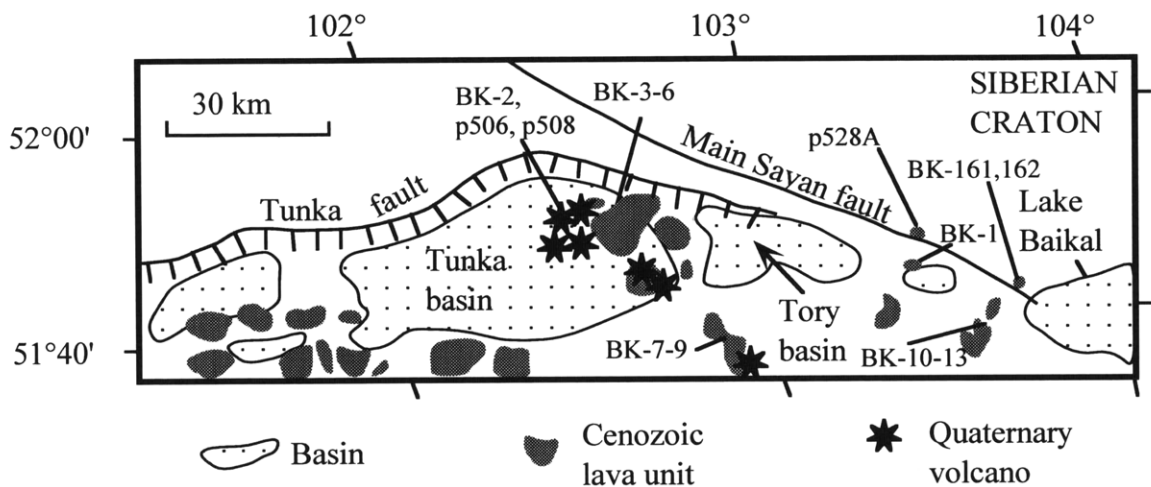 102°
103°
104°
30 km
BK-2,
p506, p508
BK-3-6
SIBERIAN
CRATON
52°00'
Main Sayan fault
p528A
BK-161,162
Tunka
fault
Lake
Baikal
BK-1
Tunka
basin
Tory
basin
51°40'
BK-7-9
BK-10-13
Basin
Cenozoic
lava unit
Quaternary
volcano